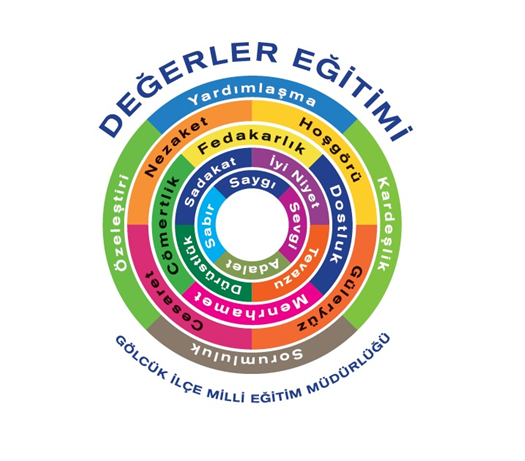 DEĞERLER EĞİTİMİ
Yardımlaşma
Kardeşlik
Sorumluluk
Özeleştiri
Nezaket
Hoşgörü
Güleryüz
Cesaret
Fedakarlık
Dostluk
Menrhamet
Cömertlik
Sadakat
İyi Niyet
Tevazu
Dürüstlük
Saygı
Sevgi
Adalet
Sabır
GÖLCÜK İLÇE MİLLİ EĞİTİM MÜDÜRLÜĞÜ